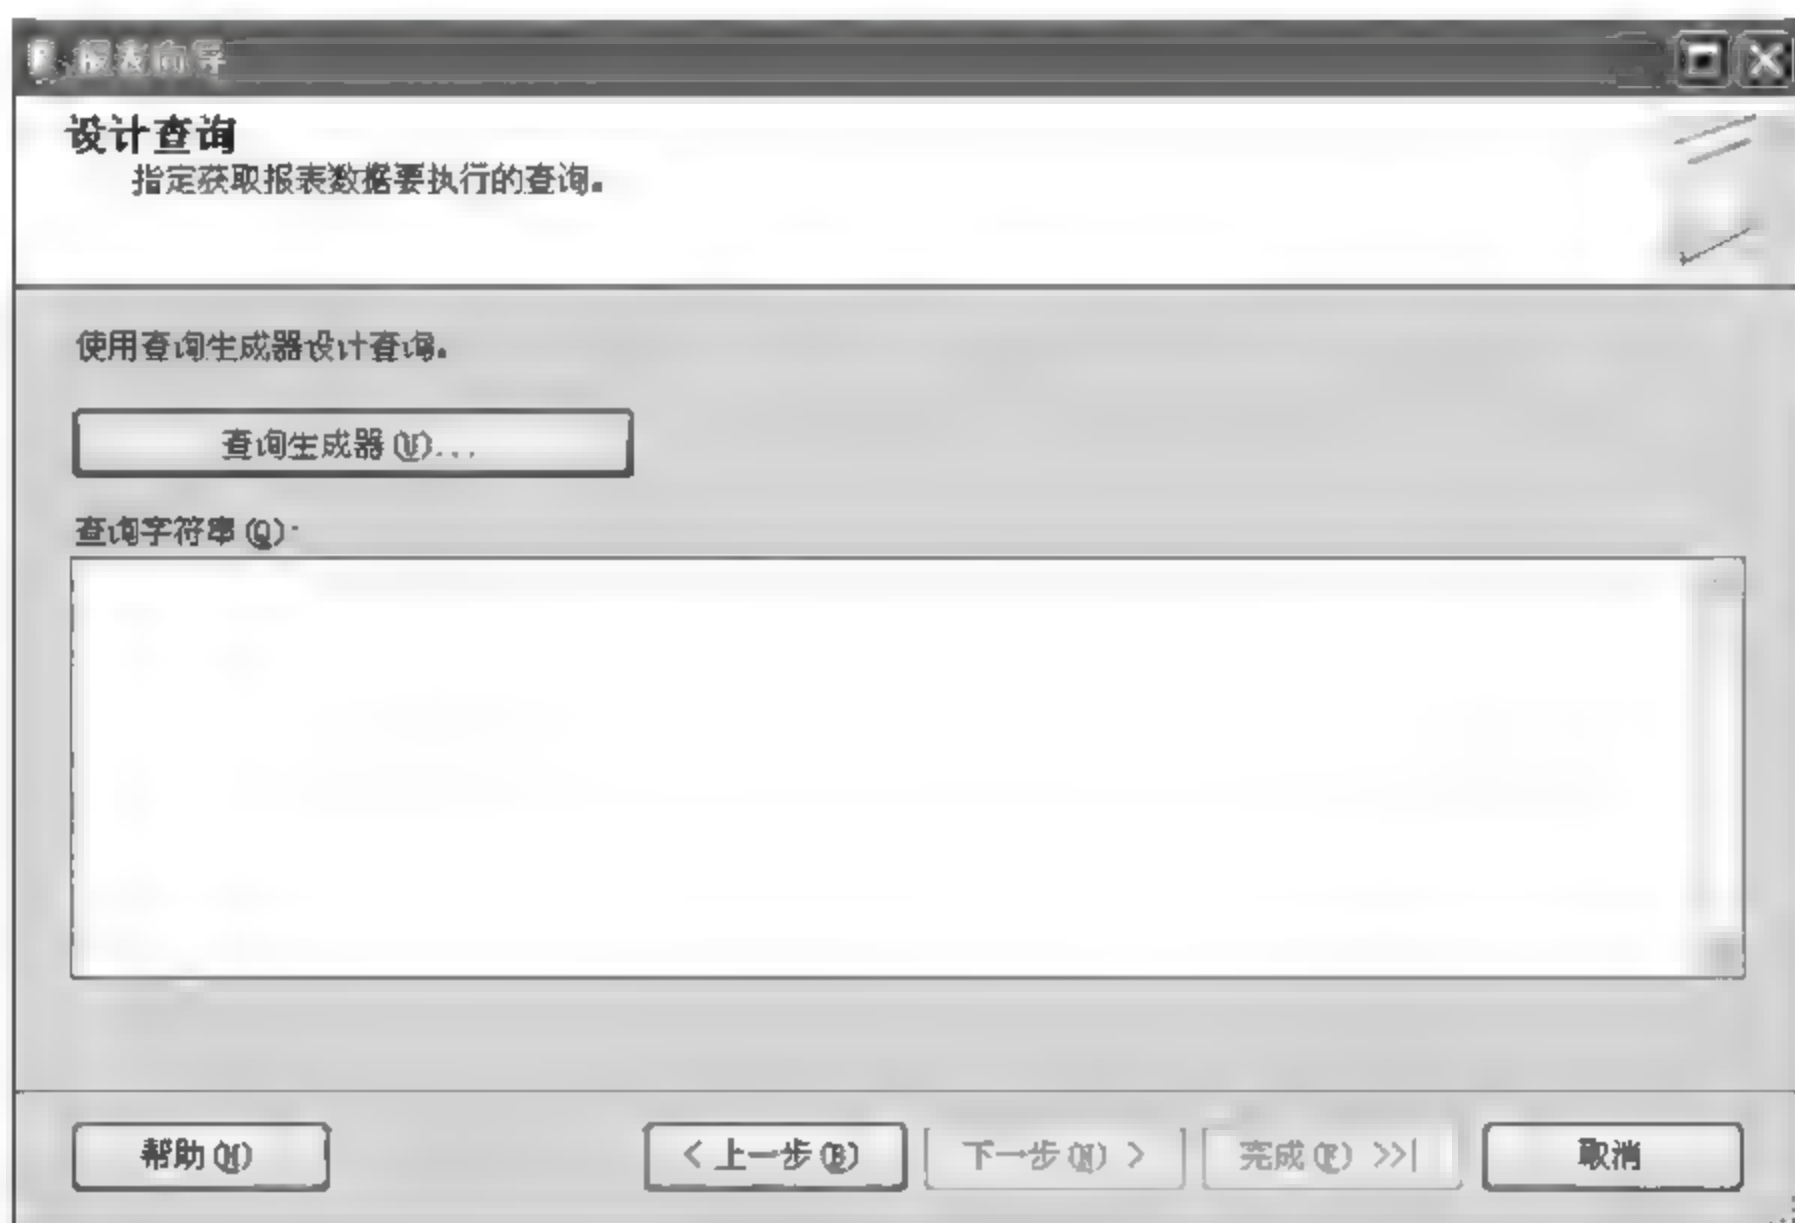 报表向导
设计查询
指定获取报表数据要执行的查询。
使用查询生成器设计查询。
查询生成器(U)...
查询字符串(Q):
帮助(H)
< 上一步(B)
下一步(N) >
完成(F) >>|
取消